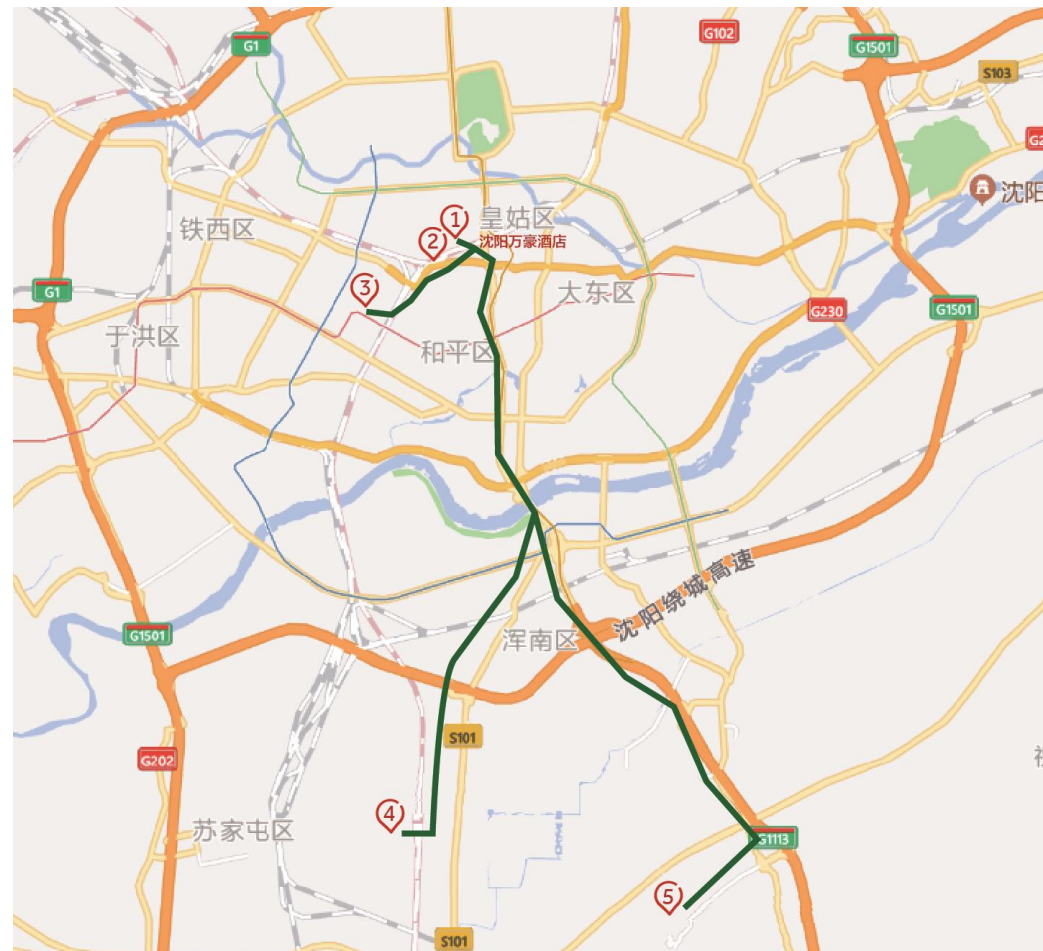 G102
G1
G1501
S103
G2
沈阳
①
皇姑区
铁西区
②
沈阳万豪酒店
③
G1
大东区
G230
G1501
于洪区
和平区
沈阳绕城高速
G1501
浑南区
S101
G202
④
苏家屯区
G1113
⑤
S101